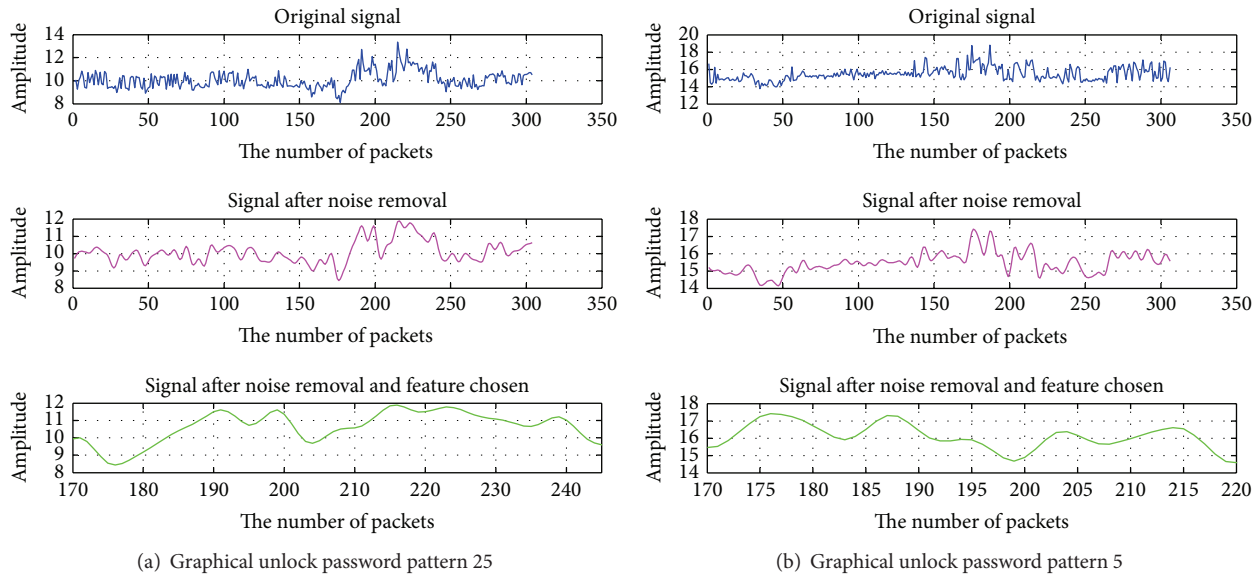 Original signal
Amplitude
14
12
10
8
0 50 100 150 200 250 300 350
The number of packets
Signal after noise removal
Amplitude
12
11
10
9
8
0 50 100 150 200 250 300 350
The number of packets
Signal after noise removal and feature chosen
Amplitude
12
11
10
9
8
170 180 190 200 210 220 230 240
The number of packets
(a) Graphical unlock password pattern 25
Original signal
Amplitude
20
18
16
14
12
0 50 100 150 200 250 300 350
The number of packets
Signal after noise removal
Amplitude
18
17
16
15
14
0 50 100 150 200 250 300 350
The number of packets
Signal after noise removal and feature chosen
Amplitude
18
17
16
15
14
170 175 180 185 190 195 200 205 210 215 220
The number of packets
(b) Graphical unlock password pattern 5